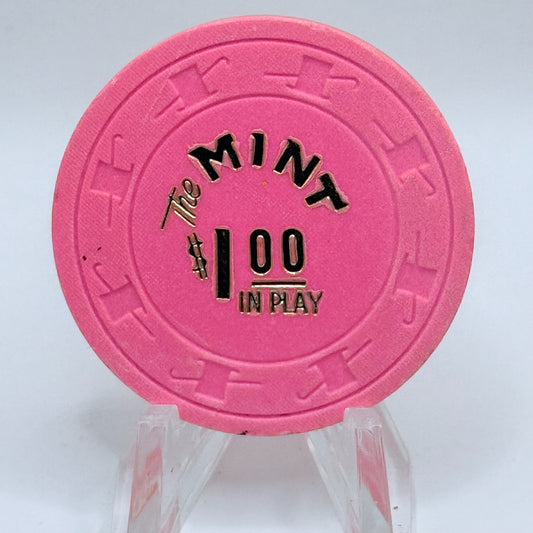 The MINT
$1.00
IN PLAY